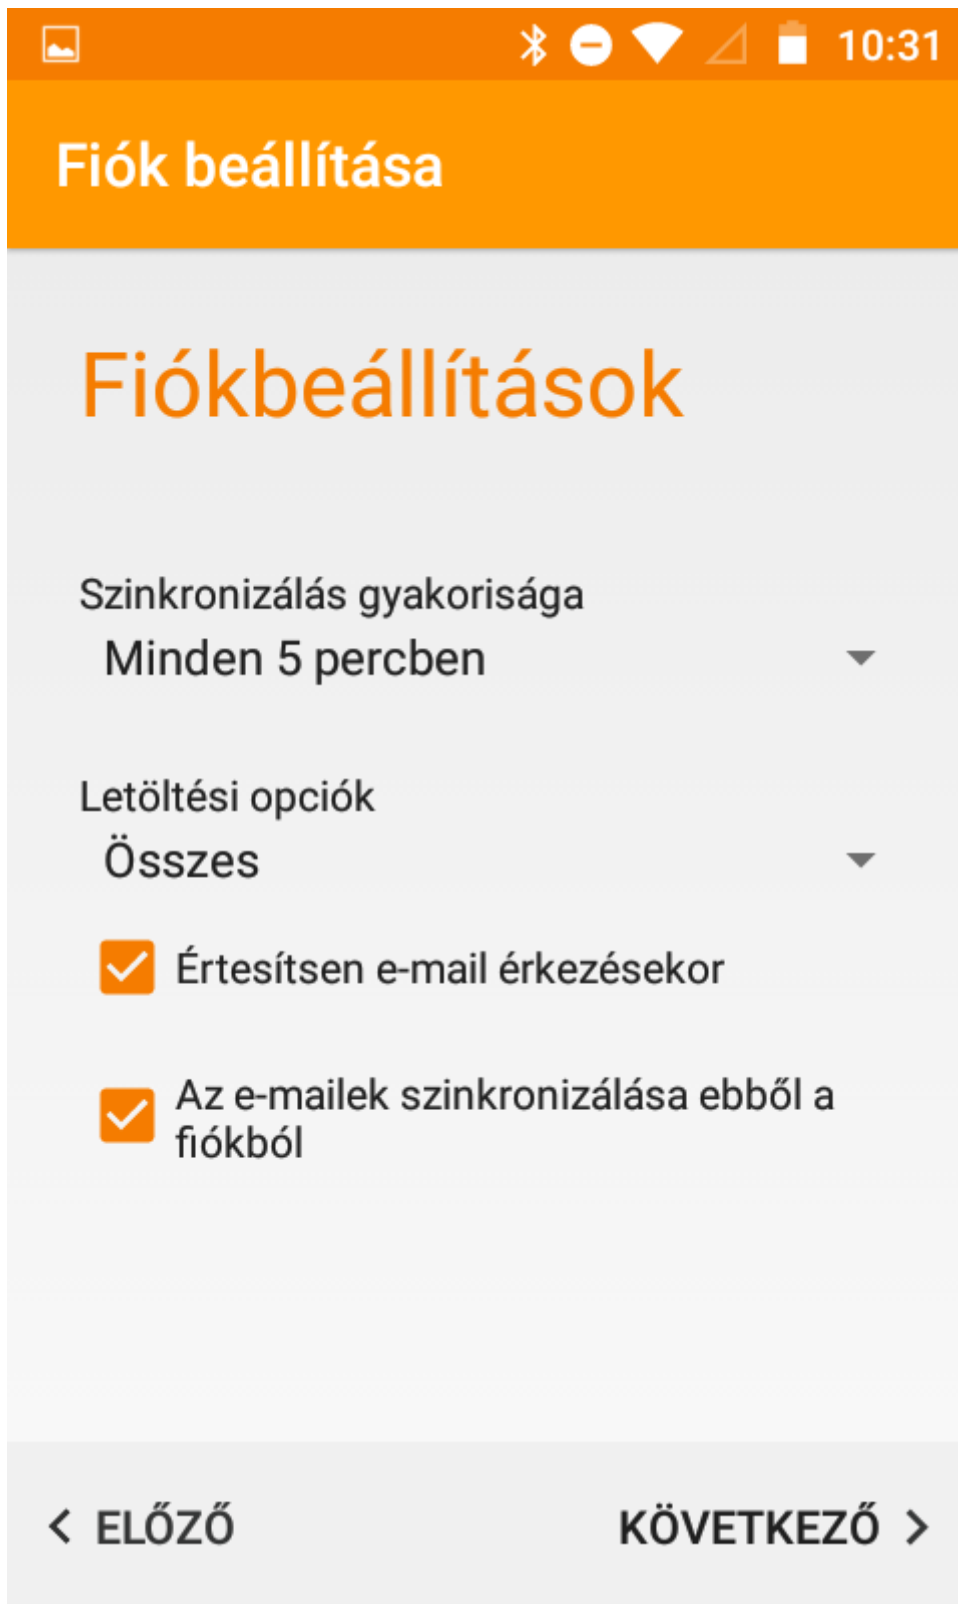 10:31
Fiók beállítása
Fiókbeállítások
Szinkronizálás gyakorisága
Minden 5 percben
Letöltési opciók
Összes
Értesítsen e-mail érkezésekor
Az e-mailek szinkronizálása ebből a
fiókból
ELŐZŐ
KÖVETKEZŐ